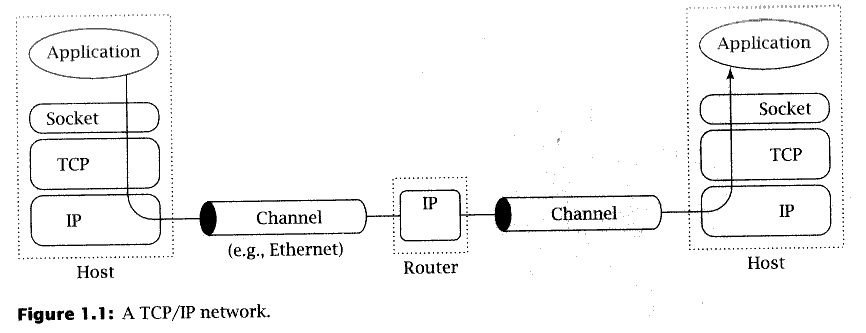 Application
Socket
TCP
IP
Host
Channel
(e.g., Ethernet)
IP
Router
Channel
Application
Socket
TCP
IP
Host
Figure 1.1: A TCP/IP network.